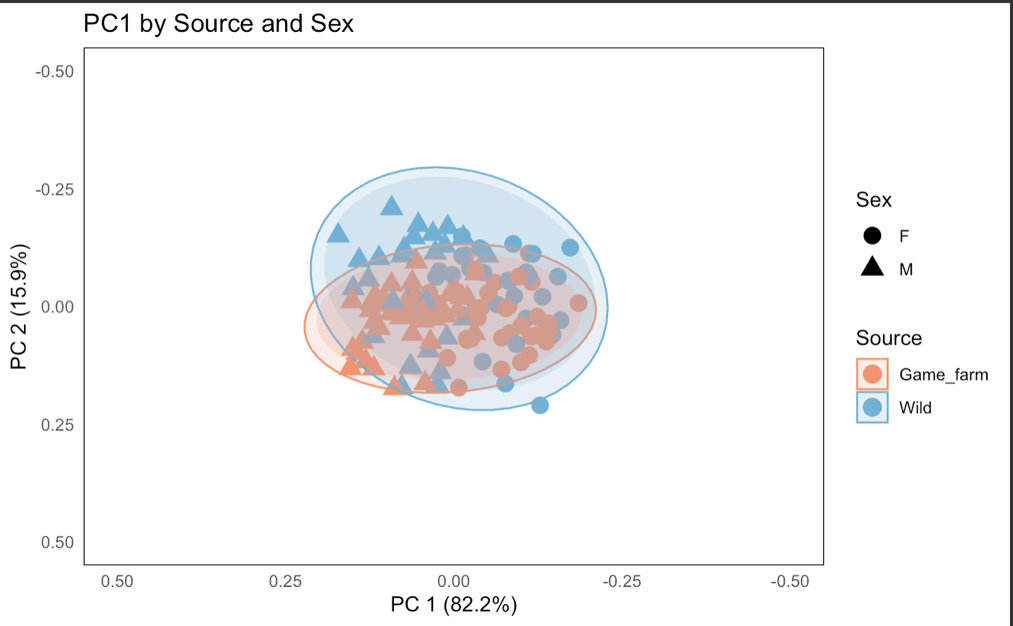 PC1 by Source and Sex
-0.50
-0.25
0.00
0.25
0.50
PC 2 (15.9%)
0.50
0.25
0.00
-0.25
-0.50
PC 1 (82.2%)
Sex
F
M
Source
Game_farm
Wild